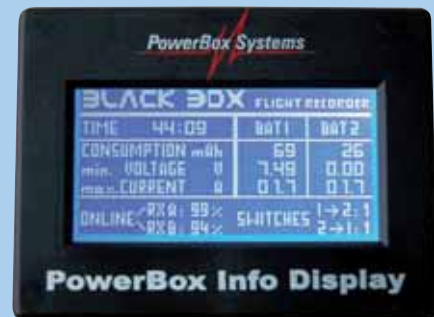 PowerBox Systems
BLACK BOX FLIGHT RECORDER
TIME 44:09 BAT1 BAT2
CONSUMPTION mAh 69 26
min. VOLTAGE V 7.49 0.00
max. CURRENT A 01.7 01.7
ONLINE RX A: 99% SWITCHES 1→2: 1
RX B: 94% 2→1: 1
PowerBox Info Display